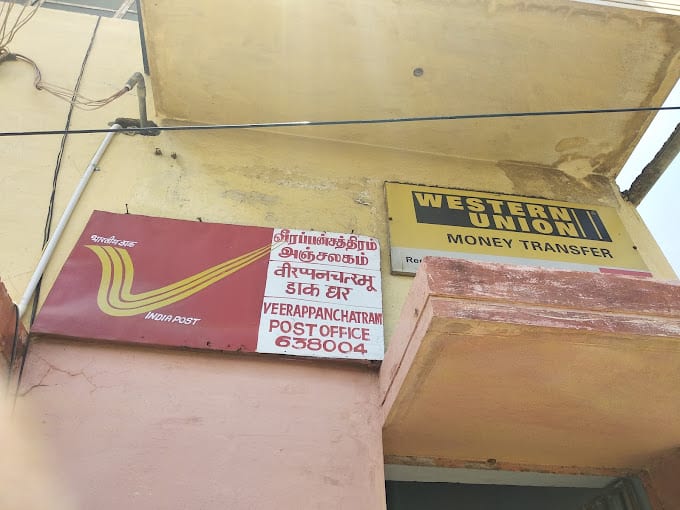 भारतीय डाक
INDIA POST
வீரப்பன்சத்திரம்
அஞ்சலகம்
वीरप्पनचत्रमू
डाक घर
VEERAPPANCHATRAM
POST OFFICE
638004
WESTERN
UNION
MONEY TRANSFER